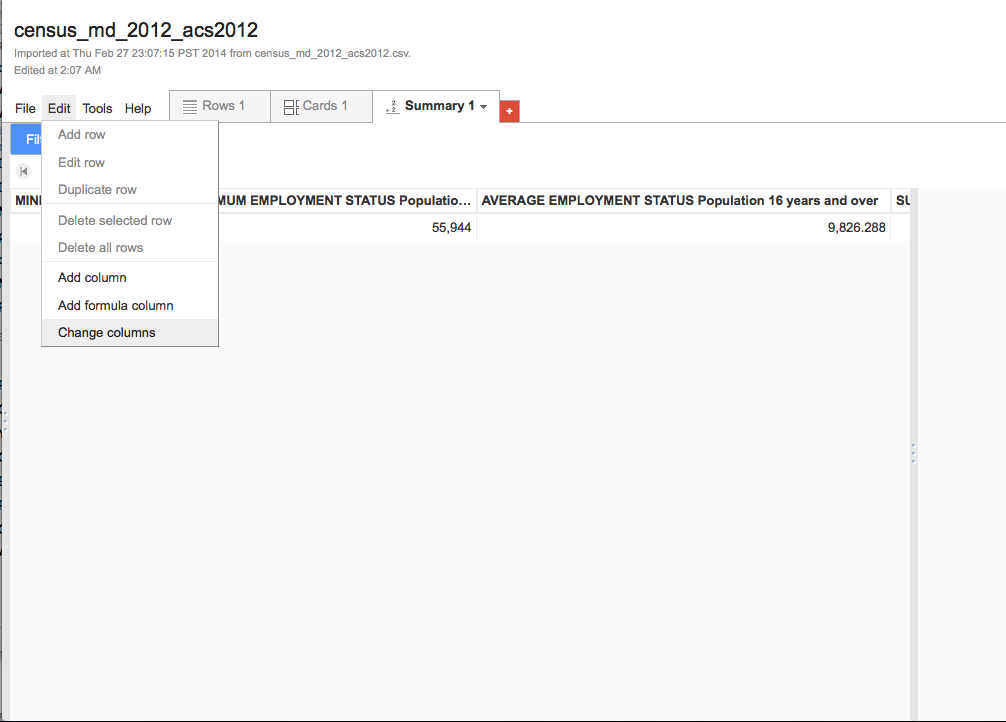 census_md_2012_acs2012
Imported at Thu Feb 27 23:07:15 PST 2014 from census_md_2012_acs2012.csv.
Edited at 2:07 AM
File Edit Tools Help Rows 1 Cards 1 Summary 1 +
Fil
Add row
Edit row
Duplicate row
MINI MUM EMPLOYMENT STATUS Populatio... AVERAGE EMPLOYMENT STATUS Population 16 years and over SU
Delete selected row
55,944 9,826.288
Delete all rows
Add column
Add formula column
Change columns